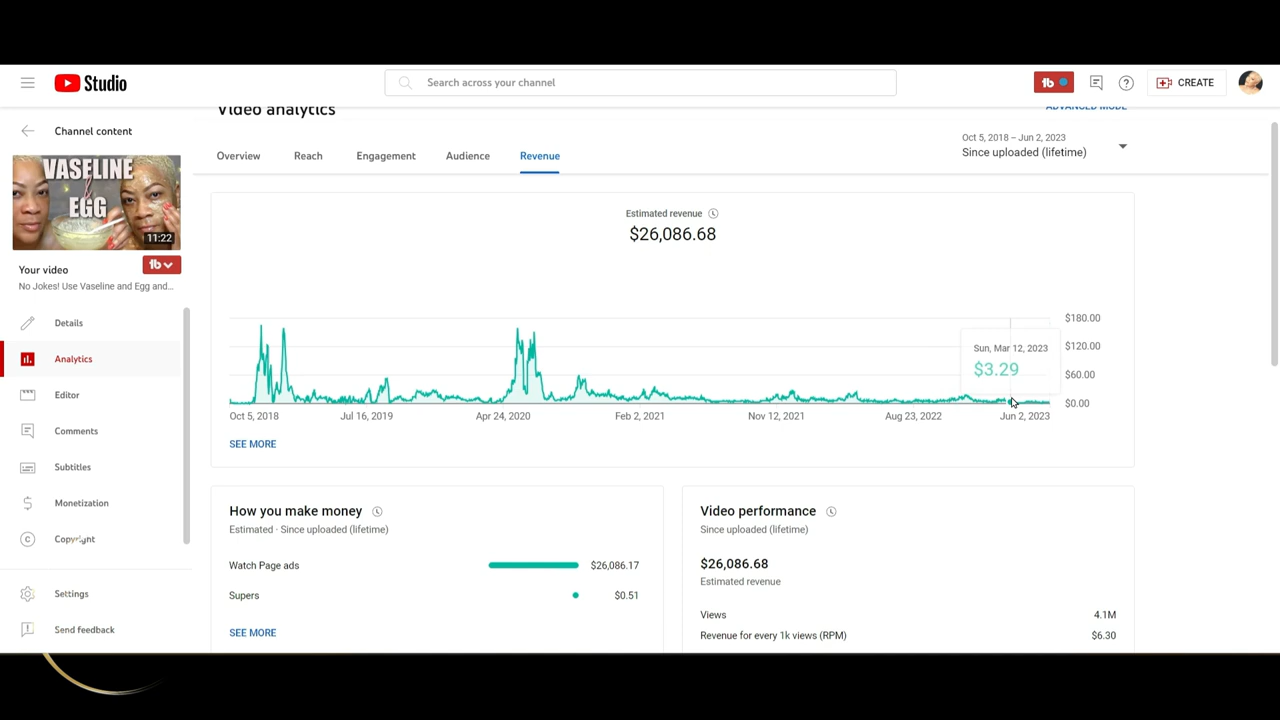 Studio
Search across your channel
CREATE
Video analytics
ADVANCED MODE
Channel content
Oct 5, 2018 – Jun 2, 2023
Since uploaded (lifetime)
Overview
Reach
Engagement
Audience
Revenue
VASELINE
EGG
11:22
Your video
No Jokes! Use Vaseline and Egg and...
Details
Analytics
Editor
Comments
Subtitles
Monetization
Copyright
Settings
Send feedback
Estimated revenue
$26,086.68
$180.00
$120.00
$60.00
$0.00
Sun, Mar 12, 2023
$3.29
Oct 5, 2018
Jul 16, 2019
Apr 24, 2020
Feb 2, 2021
Nov 12, 2021
Aug 23, 2022
Jun 2, 2023
SEE MORE
How you make money
Estimated · Since uploaded (lifetime)
Watch Page ads $26,086.17
Supers $0.51
SEE MORE
Video performance
Since uploaded (lifetime)
$26,086.68
Estimated revenue
Views 4.1M
Revenue for every 1k views (RPM) $6.30